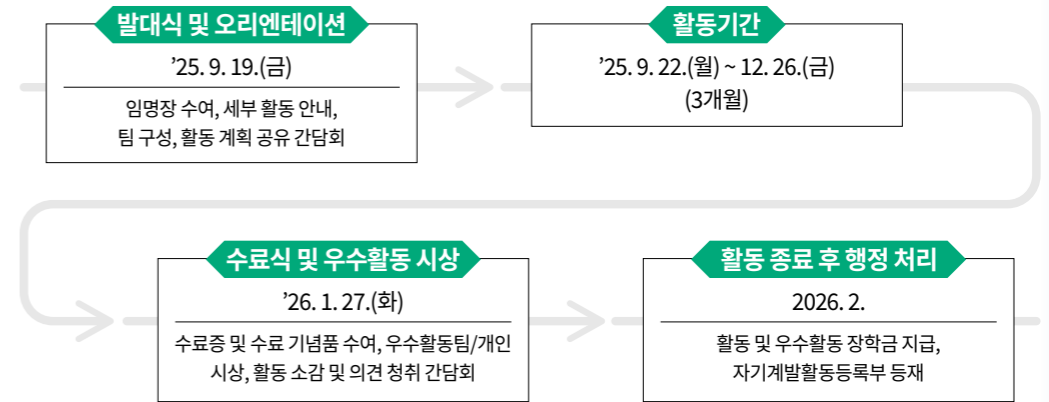 발대식 및 오리엔테이션
’25. 9. 19.(금)
임명장 수여, 세부 활동 안내,
팀 구성, 활동 계획 공유 간담회
활동기간
’25. 9. 22.(월) ~ 12. 26.(금)
(3개월)
수료식 및 우수활동 시상
’26. 1. 27.(화)
수료증 및 수료 기념품 수여, 우수활동팀/개인
시상, 활동 소감 및 의견 청취 간담회
활동 종료 후 행정 처리
2026. 2.
활동 및 우수활동 장학금 지급,
자기계발활동등록부 등재